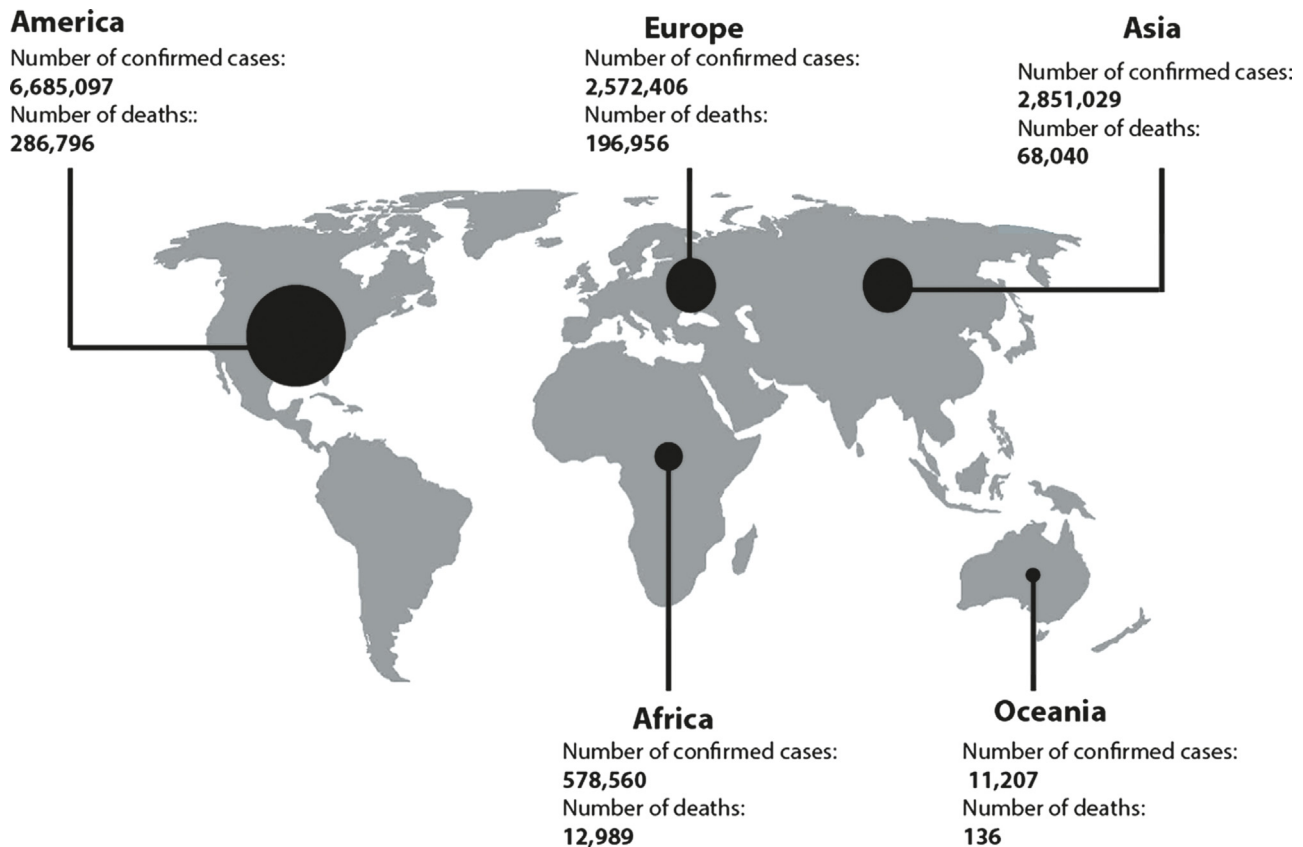 America
Number of confirmed cases:
6,685,097
Number of deaths::
286,796
Europe
Number of confirmed cases:
2,572,406
Number of deaths:
196,956
Asia
Number of confirmed cases:
2,851,029
Number of deaths:
68,040
Africa
Number of confirmed cases:
578,560
Number of deaths:
12,989
Oceania
Number of confirmed cases:
11,207
Number of deaths:
136